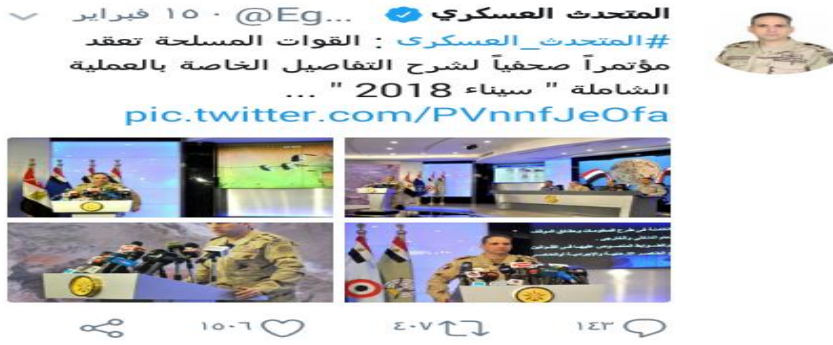 المتحدث العسكري @Eg... · ١٥ فبراير
#المتحدث_العسكرى : القوات المسلحة تعقد
مؤتمراً صحفياً لشرح التفاصيل الخاصة بالعملية
الشاملة " سيناء 2018 " ...
pic.twitter.com/PVnnfJeOfa
١٤٣ ٤٠٧ ١٠٠٦